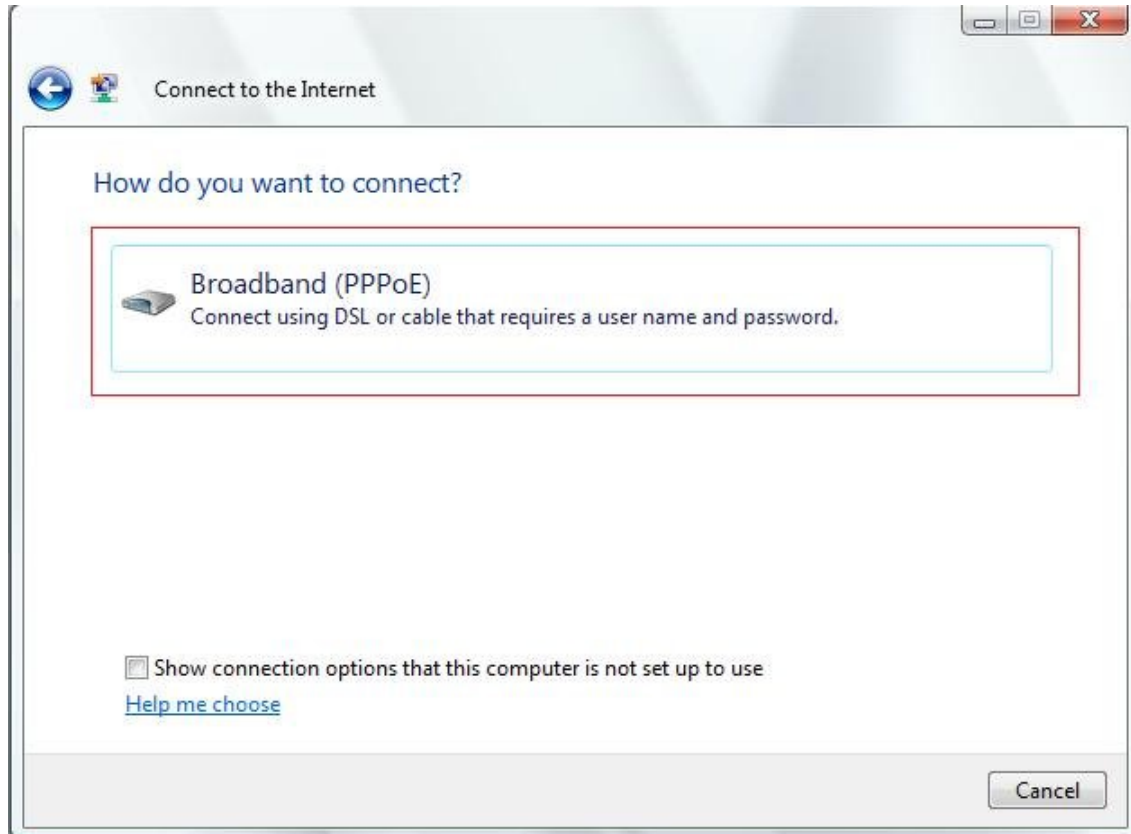 Connect to the Internet
How do you want to connect?
Broadband (PPPoE)
Connect using DSL or cable that requires a user name and password.
Show connection options that this computer is not set up to use
Help me choose
Cancel